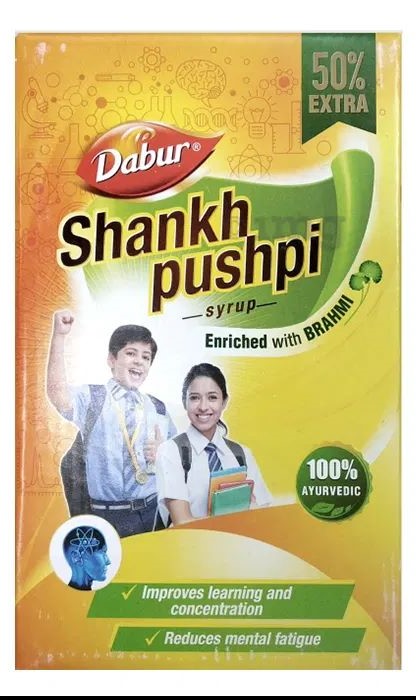 50%
EXTRA
Dabur®
Shankh
pushpi
syrup
Enriched with BRAHMI
100%
AYURVEDIC
✓ Improves learning and
concentration
✓ Reduces mental fatigue